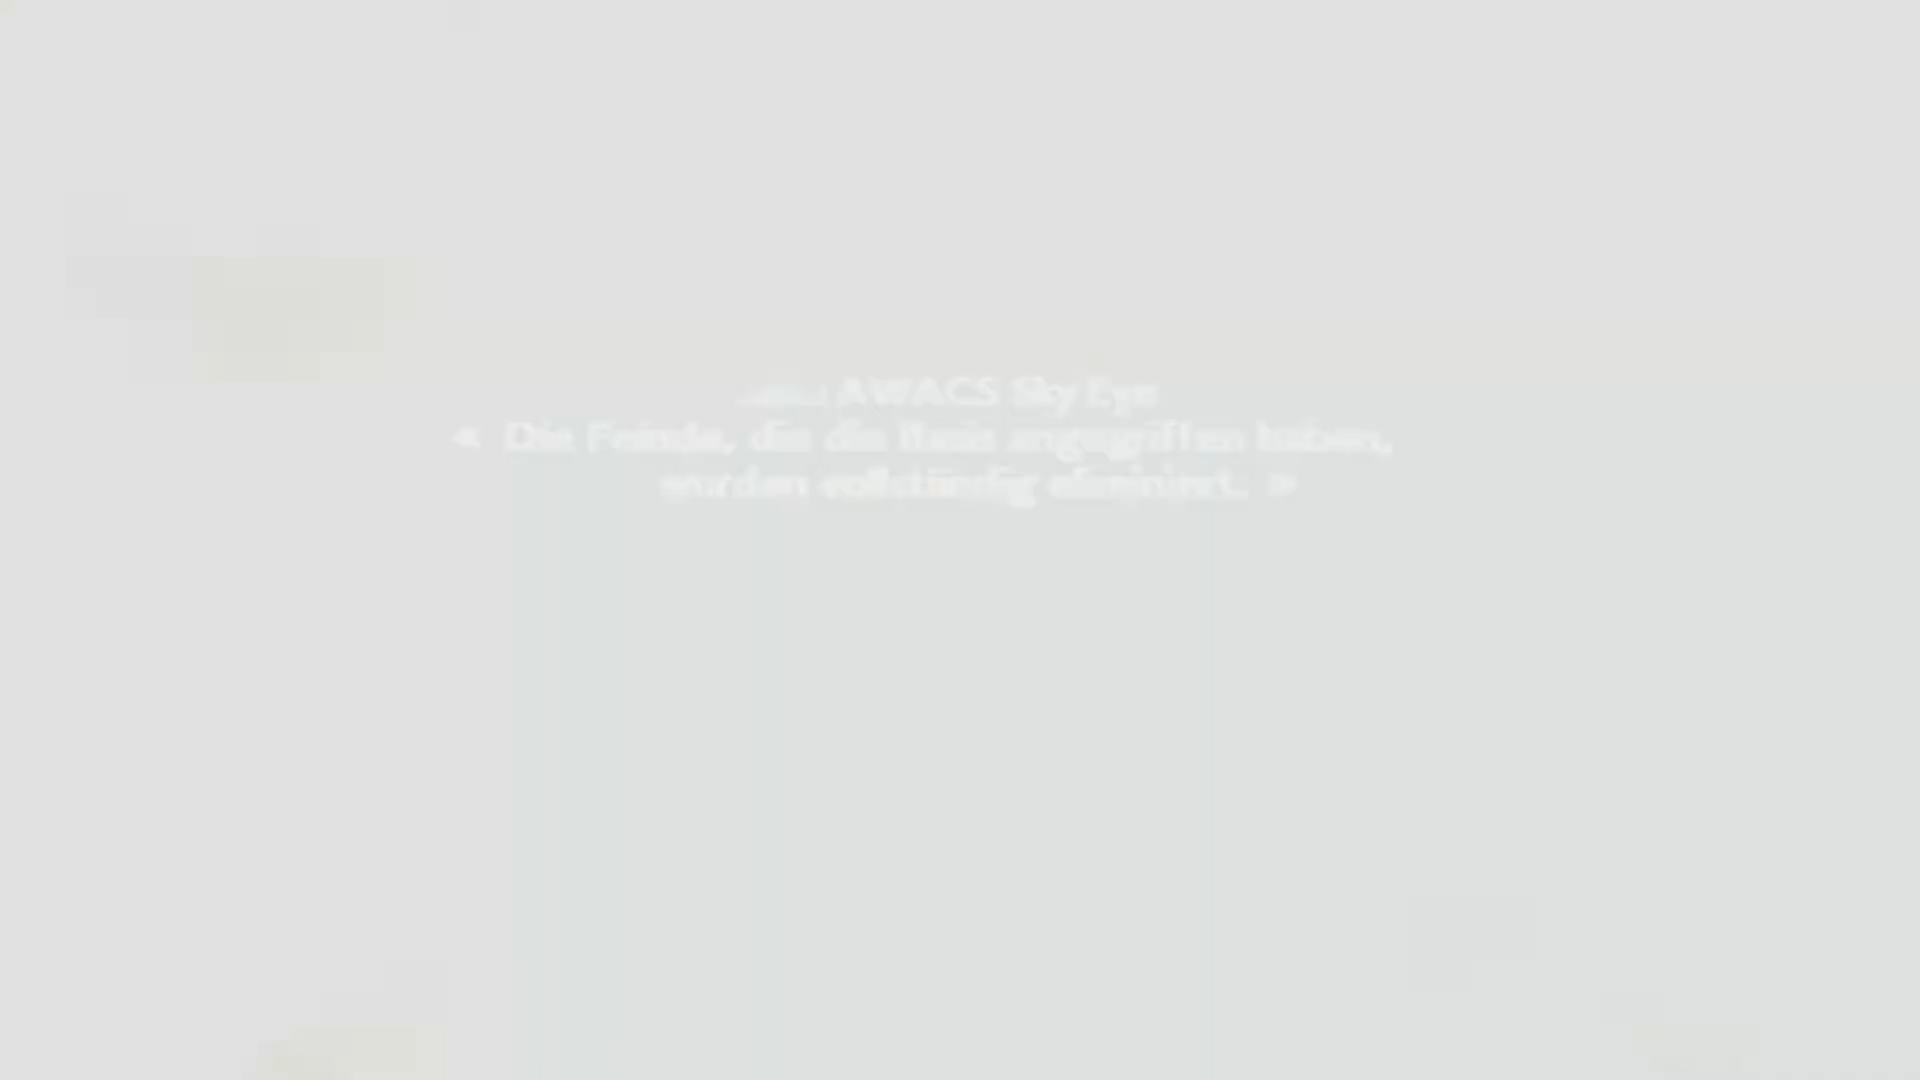 AWACS Sky Eye
« Die Feinde, die die Basis angegriffen haben,
wurden vollständig eliminiert. »